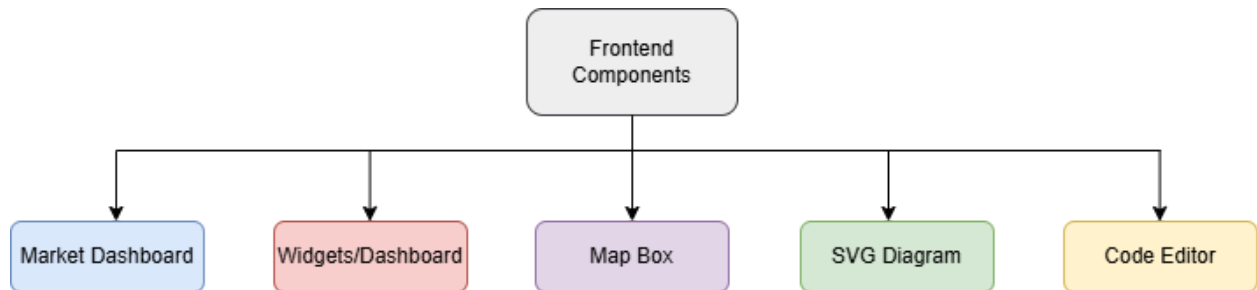 Frontend
Components
Market Dashboard
Widgets/Dashboard
Map Box
SVG Diagram
Code Editor